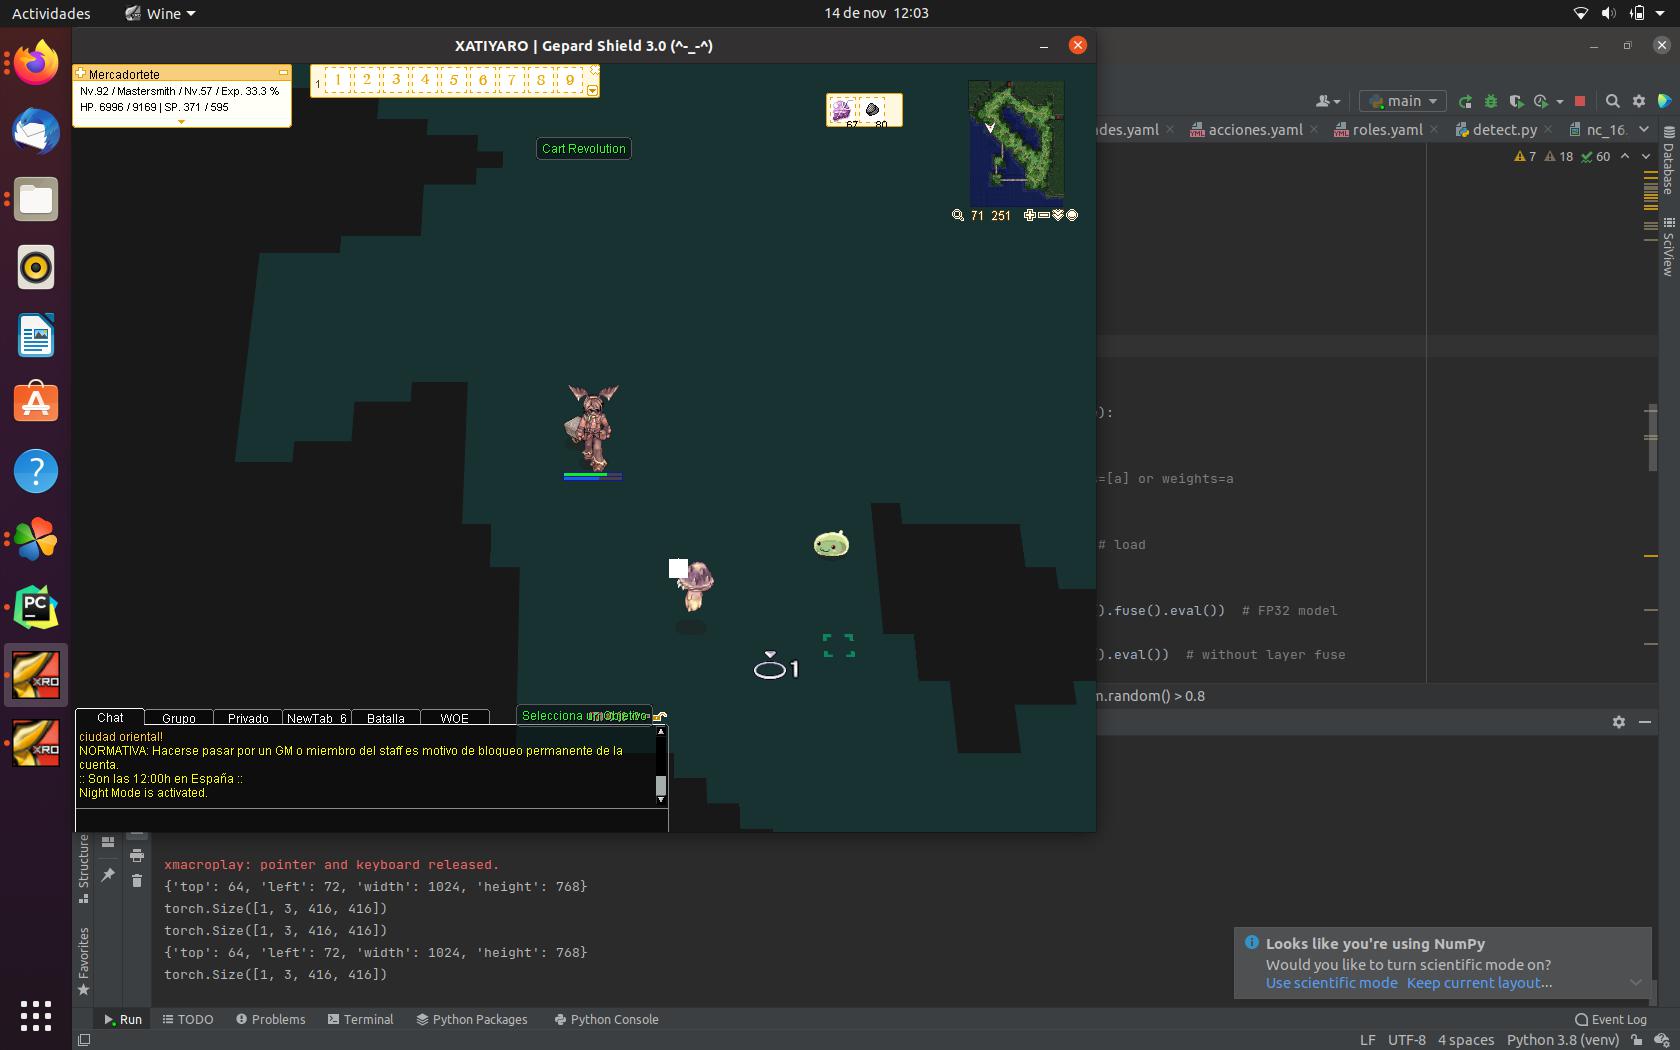 Actividades
Wine
14 de nov 12:03
XATIYARO | Gepard Shield 3.0 (^-_-^)
Mercadortete
Nv.92 / Mastersmith / Nv.57 / Exp. 33.3 %
HP. 6996 / 9169 | SP. 371 / 595
1 1 2 3 4 5 6 7 8 9
67 80
Cart Revolution
71 251
main
des.yaml
acciones.yaml
roles.yaml
detect.py
nc_16.
7 18 60
Database
SciView
):
=[a] or weights=a
# load
).fuse().eval()) # FP32 model
).eval()) # without layer fuse
m.random() > 0.8
1
Selecciona un objetivo
Chat Grupo Privado NewTab_6 Batalla WOE
ciudad oriental!
NORMATIVA: Hacerse pasar por un GM o miembro del staff es motivo de bloqueo permanente de la
cuenta.
:: Son las 12:00h en España ::
Night Mode is activated.
PC
XRO
XRO
Structure
Favorites
xmacroplay: pointer and keyboard released.
{'top': 64, 'left': 72, 'width': 1024, 'height': 768}
torch.Size([1, 3, 416, 416])
torch.Size([1, 3, 416, 416])
{'top': 64, 'left': 72, 'width': 1024, 'height': 768}
torch.Size([1, 3, 416, 416])
Looks like you're using NumPy
Would you like to turn scientific mode on?
Use scientific mode Keep current layout...
Run TODO Problems Terminal Python Packages Python Console
Event Log
LF UTF-8 4 spaces Python 3.8 (venv)